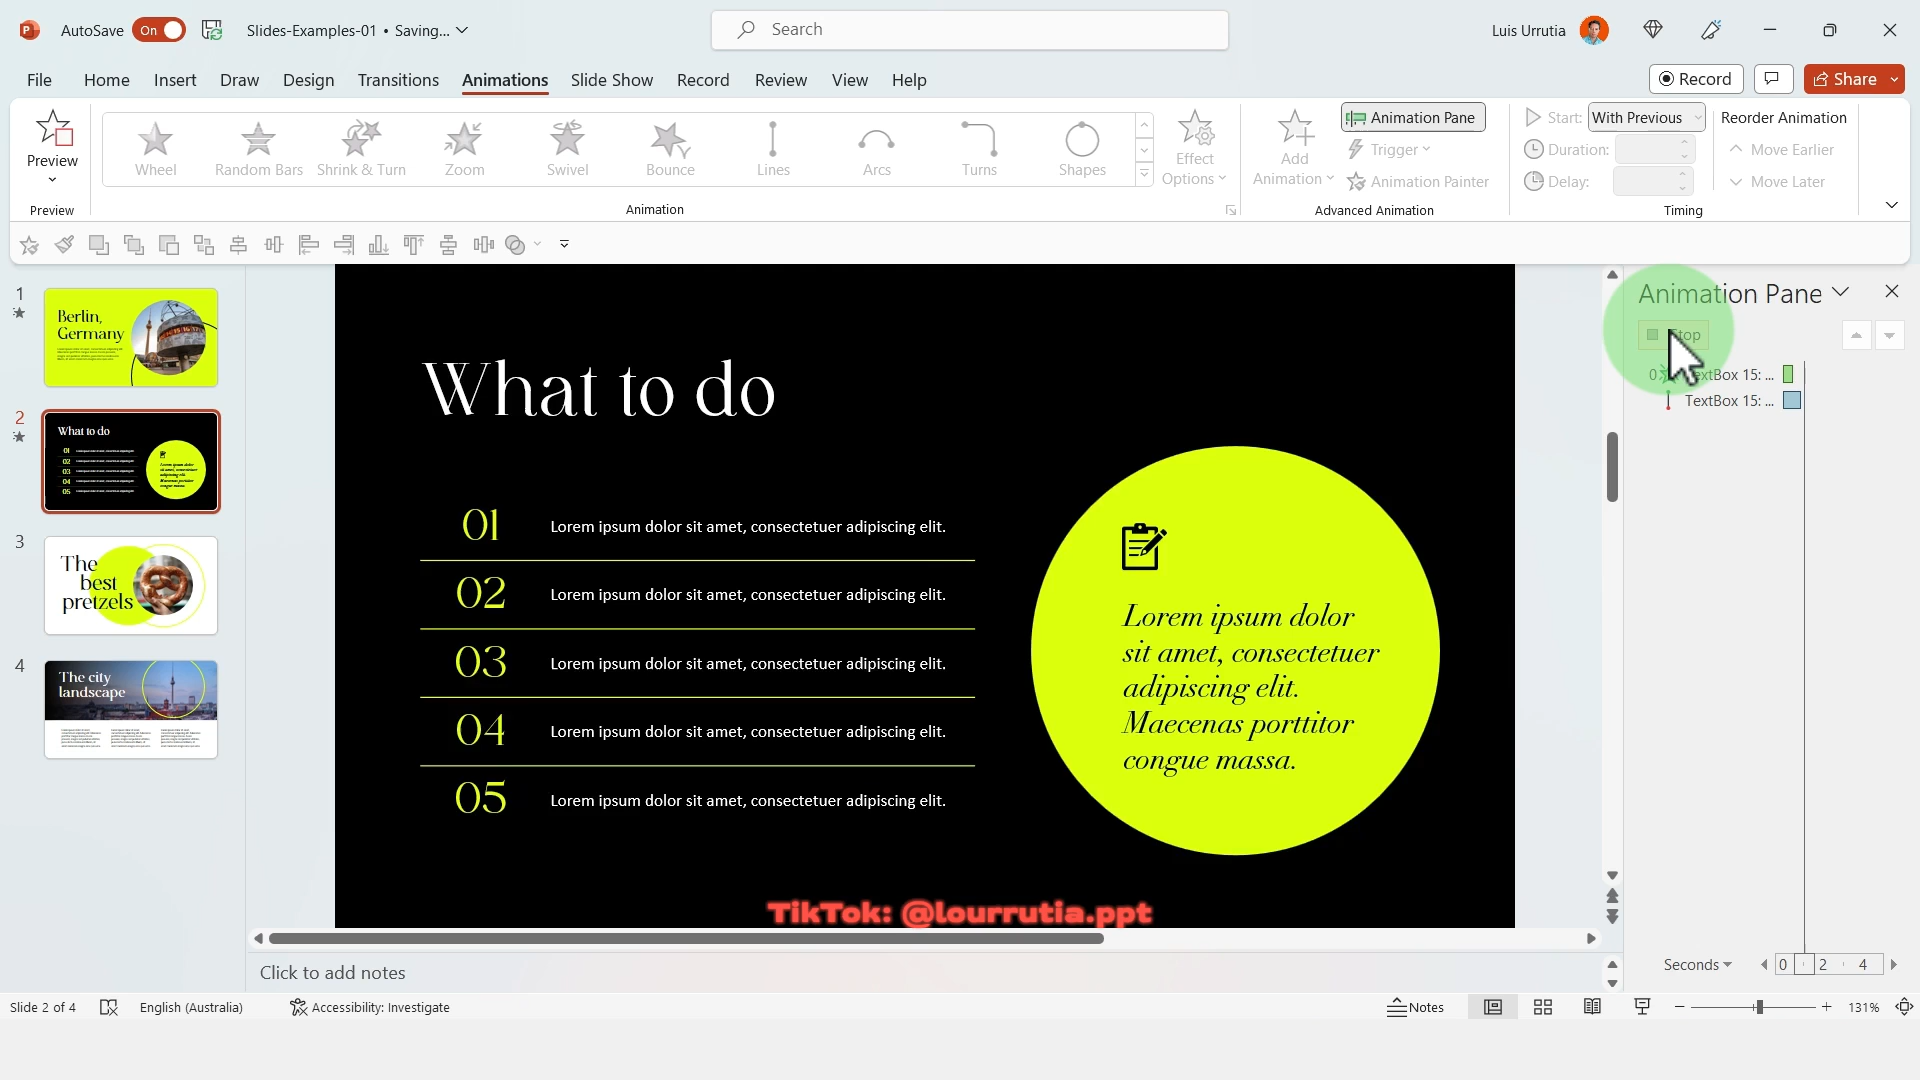 AutoSave On Slides-Examples-01 • Saving... Search Luis Urrutia
File Home Insert Draw Design Transitions Animations Slide Show Record Review View Help Record Share
Preview
Wheel Random Bars Shrink & Turn Zoom Swivel Bounce Lines Arcs Turns Shapes
Effect Options
Add Animation
Animation Pane
Trigger
Animation Painter
Start: With Previous
Duration:
Delay:
Reorder Animation
Move Earlier
Move Later
Preview Animation Advanced Animation Timing
1
Berlin,
Germany
2
What to do
01
02
03
04
05
3
The
best
pretzels
4
The city
landscape
What to do
01 Lorem ipsum dolor sit amet, consectetuer adipiscing elit.
02 Lorem ipsum dolor sit amet, consectetuer adipiscing elit.
03 Lorem ipsum dolor sit amet, consectetuer adipiscing elit.
04 Lorem ipsum dolor sit amet, consectetuer adipiscing elit.
05 Lorem ipsum dolor sit amet, consectetuer adipiscing elit.
Lorem ipsum dolor
sit amet, consectetuer
adipiscing elit.
Maecenas porttitor
congue massa.
TikTok: @lourrutia.ppt
Animation Pane
0 TextBox 15: ...
TextBox 15: ...
Seconds 0 2 4
Click to add notes
Slide 2 of 4 English (Australia) Accessibility: Investigate Notes 131%